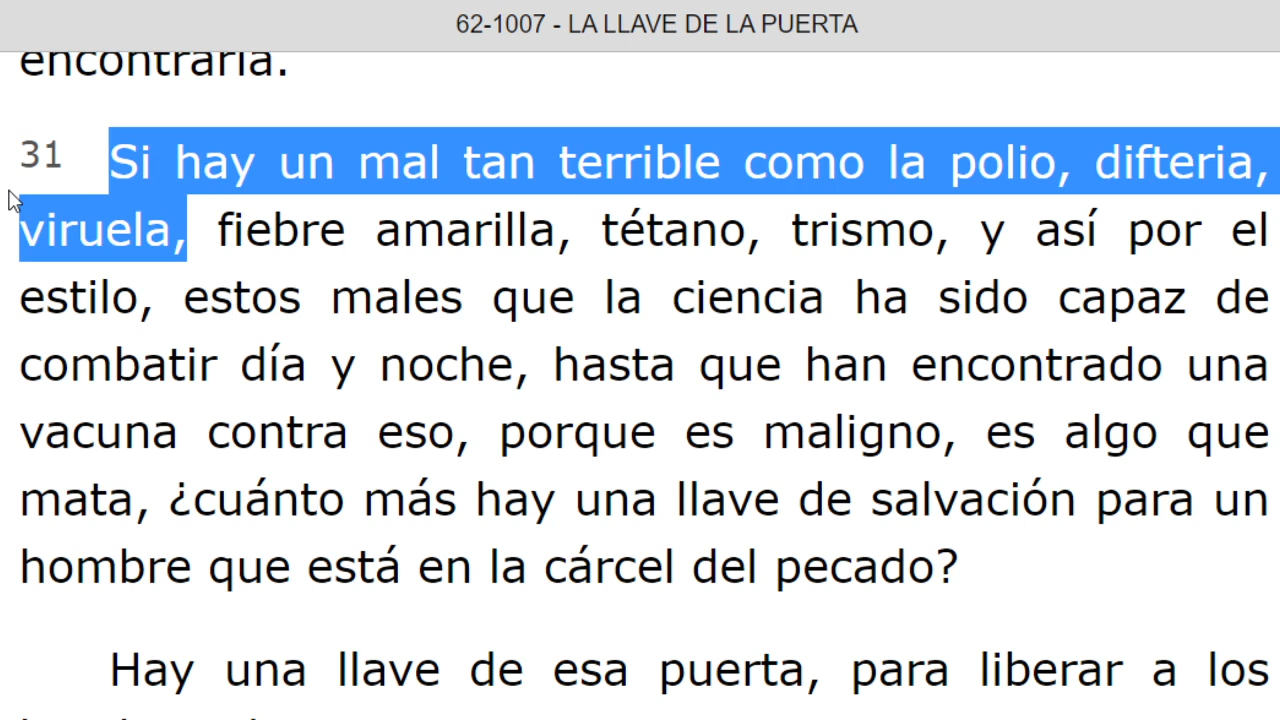 62-1007 - LA LLAVE DE LA PUERTA
encontraría.
31 Si hay un mal tan terrible como la polio, difteria,
viruela, fiebre amarilla, tétano, trismo, y así por el
estilo, estos males que la ciencia ha sido capaz de
combatir día y noche, hasta que han encontrado una
vacuna contra eso, porque es maligno, es algo que
mata, ¿cuánto más hay una llave de salvación para un
hombre que está en la cárcel del pecado?
Hay una llave de esa puerta, para liberar a los